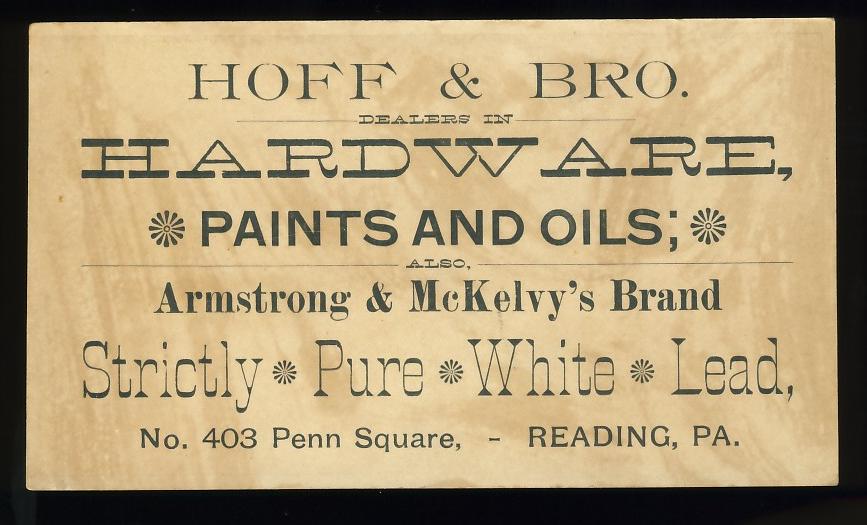 HOFF & BRO.
DEALERS IN
HARDWARE,
PAINTS AND OILS;
ALSO,
Armstrong & McKelvy's Brand
Strictly Pure White Lead,
No. 403 Penn Square, - READING, PA.